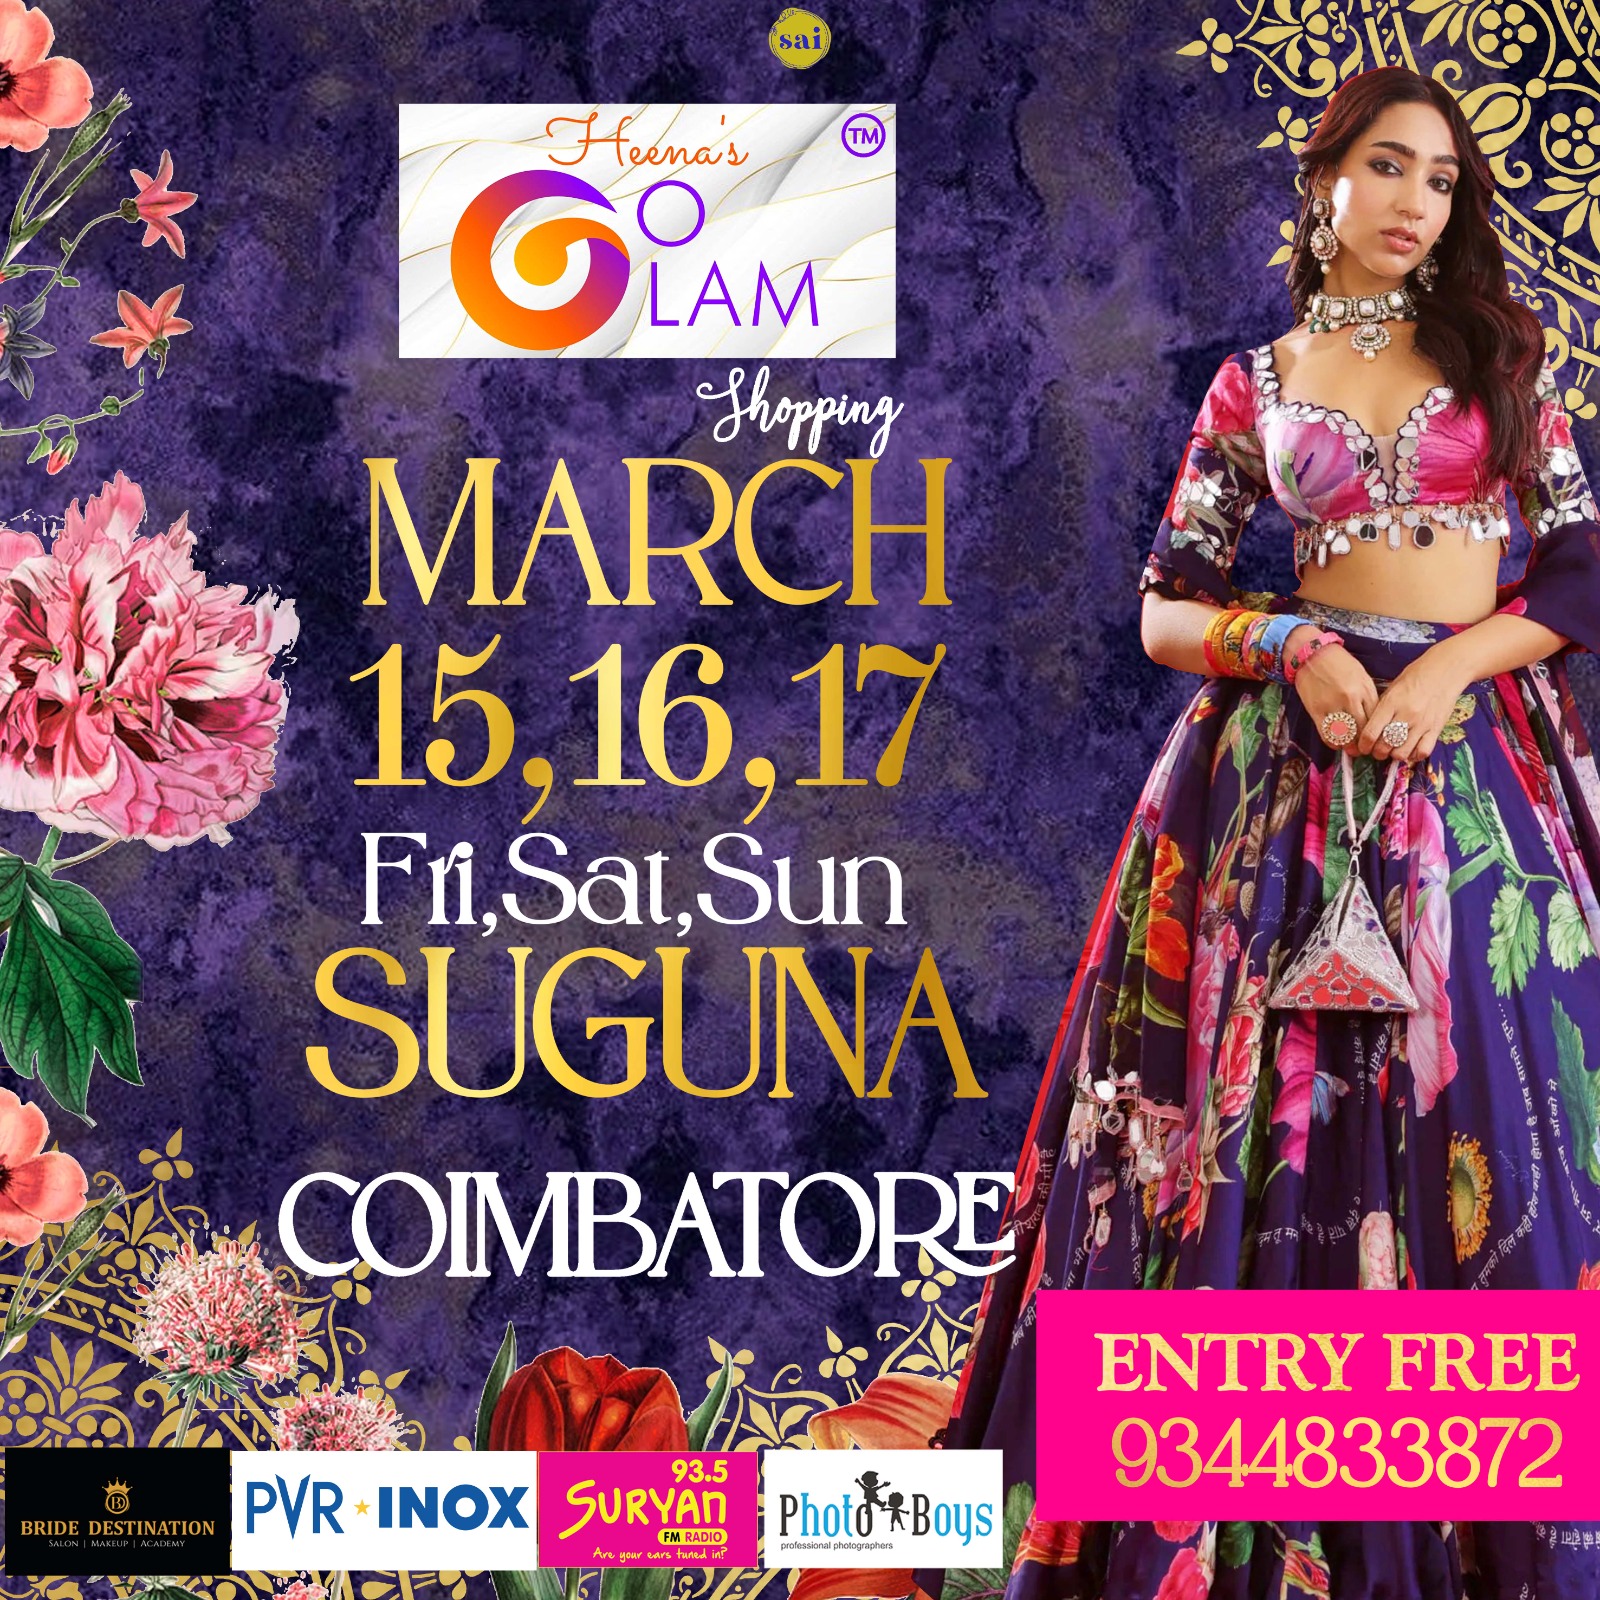 sai
Heena's
TM
GO
GLAM
Shopping
MARCH
15,16,17
Fri,Sat,Sun
SUGUNA
COIMBATORE
ENTRY FREE
9344833872
BD
BRIDE DESTINATION
SALON | MAKEUP | ACADEMY
PVR INOX
93.5
SURYAN
FM RADIO
Are your ears tuned in?
Photo Boys
professional photographers